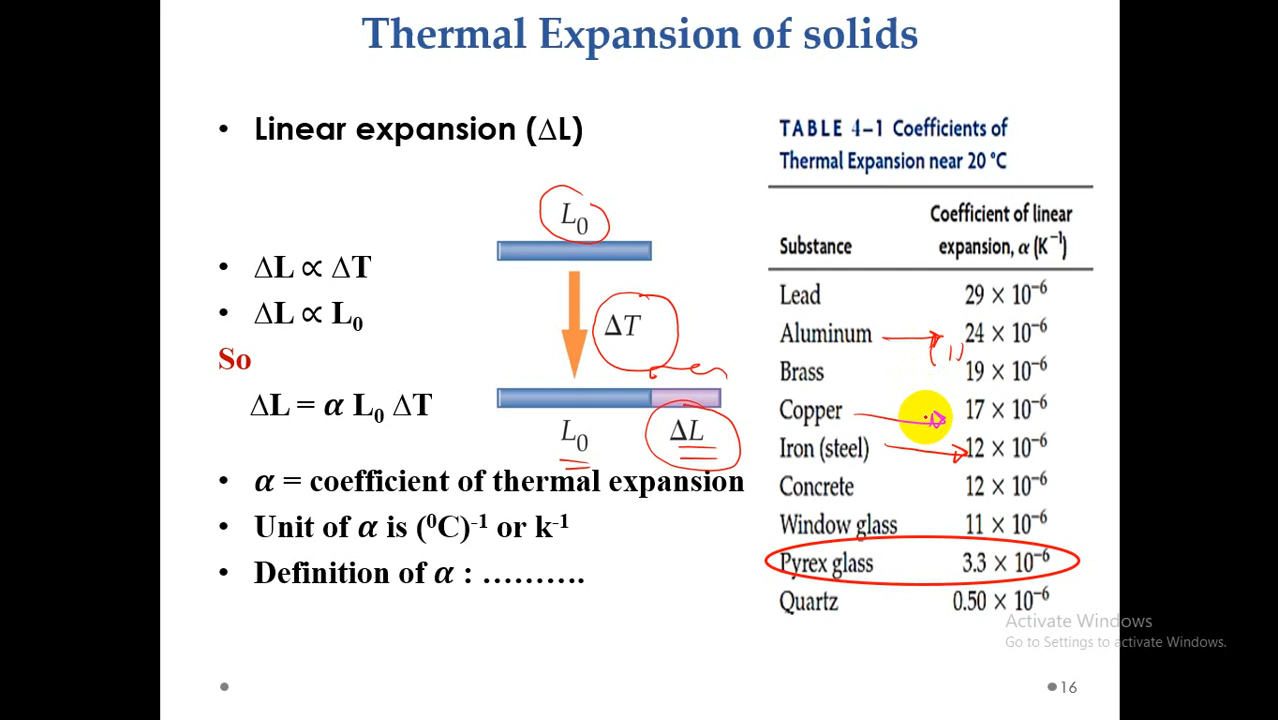 Thermal Expansion of solids
• Linear expansion (∆L)
L₀
• ∆L ∝ ∆T
• ∆L ∝ L₀
So
∆L = α L₀ ∆T
ΔT
L₀ ΔL
• α = coefficient of thermal expansion
• Unit of α is (⁰C)⁻¹ or k⁻¹
• Definition of α : ……….
TABLE 4–1 Coefficients of
Thermal Expansion near 20 °C
Coefficient of linear
Substance expansion, α (K⁻¹)
Lead 29 × 10⁻⁶
Aluminum 24 × 10⁻⁶
(1)
Brass 19 × 10⁻⁶
Copper 17 × 10⁻⁶
Iron (steel) 12 × 10⁻⁶
Concrete 12 × 10⁻⁶
Window glass 11 × 10⁻⁶
Pyrex glass 3.3 × 10⁻⁶
Quartz 0.50 × 10⁻⁶
Activate Windows
Go to Settings to activate Windows.
16